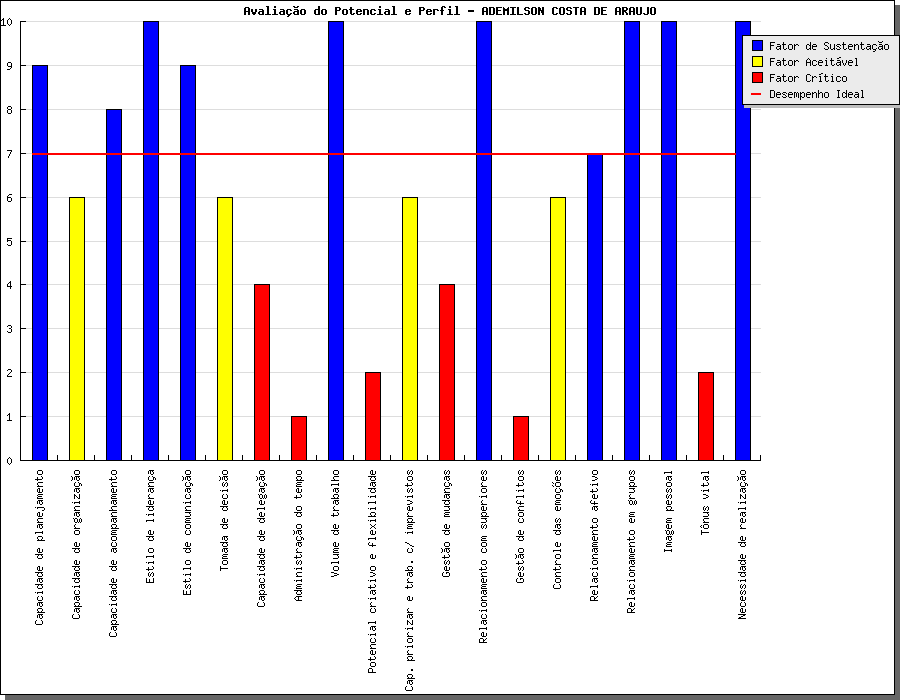 Avaliação do Potencial e Perfil - ADEMILSON COSTA DE ARAUJO
10
9
8
7
6
5
4
3
2
1
0
Fator de Sustentação
Fator Aceitável
Fator Crítico
Desempenho Ideal
Capacidade de planejamento
Capacidade de organização
Capacidade de acompanhamento
Estilo de liderança
Estilo de comunicação
Tomada de decisão
Capacidade de delegação
Administração do tempo
Volume de trabalho
Potencial criativo e flexibilidade
Cap. priorizar e trab. c/ imprevistos
Gestão de mudanças
Relacionamento com superiores
Gestão de conflitos
Controle das emoções
Relacionamento afetivo
Relacionamento em grupos
Imagem pessoal
Tônus vital
Necessidade de realização